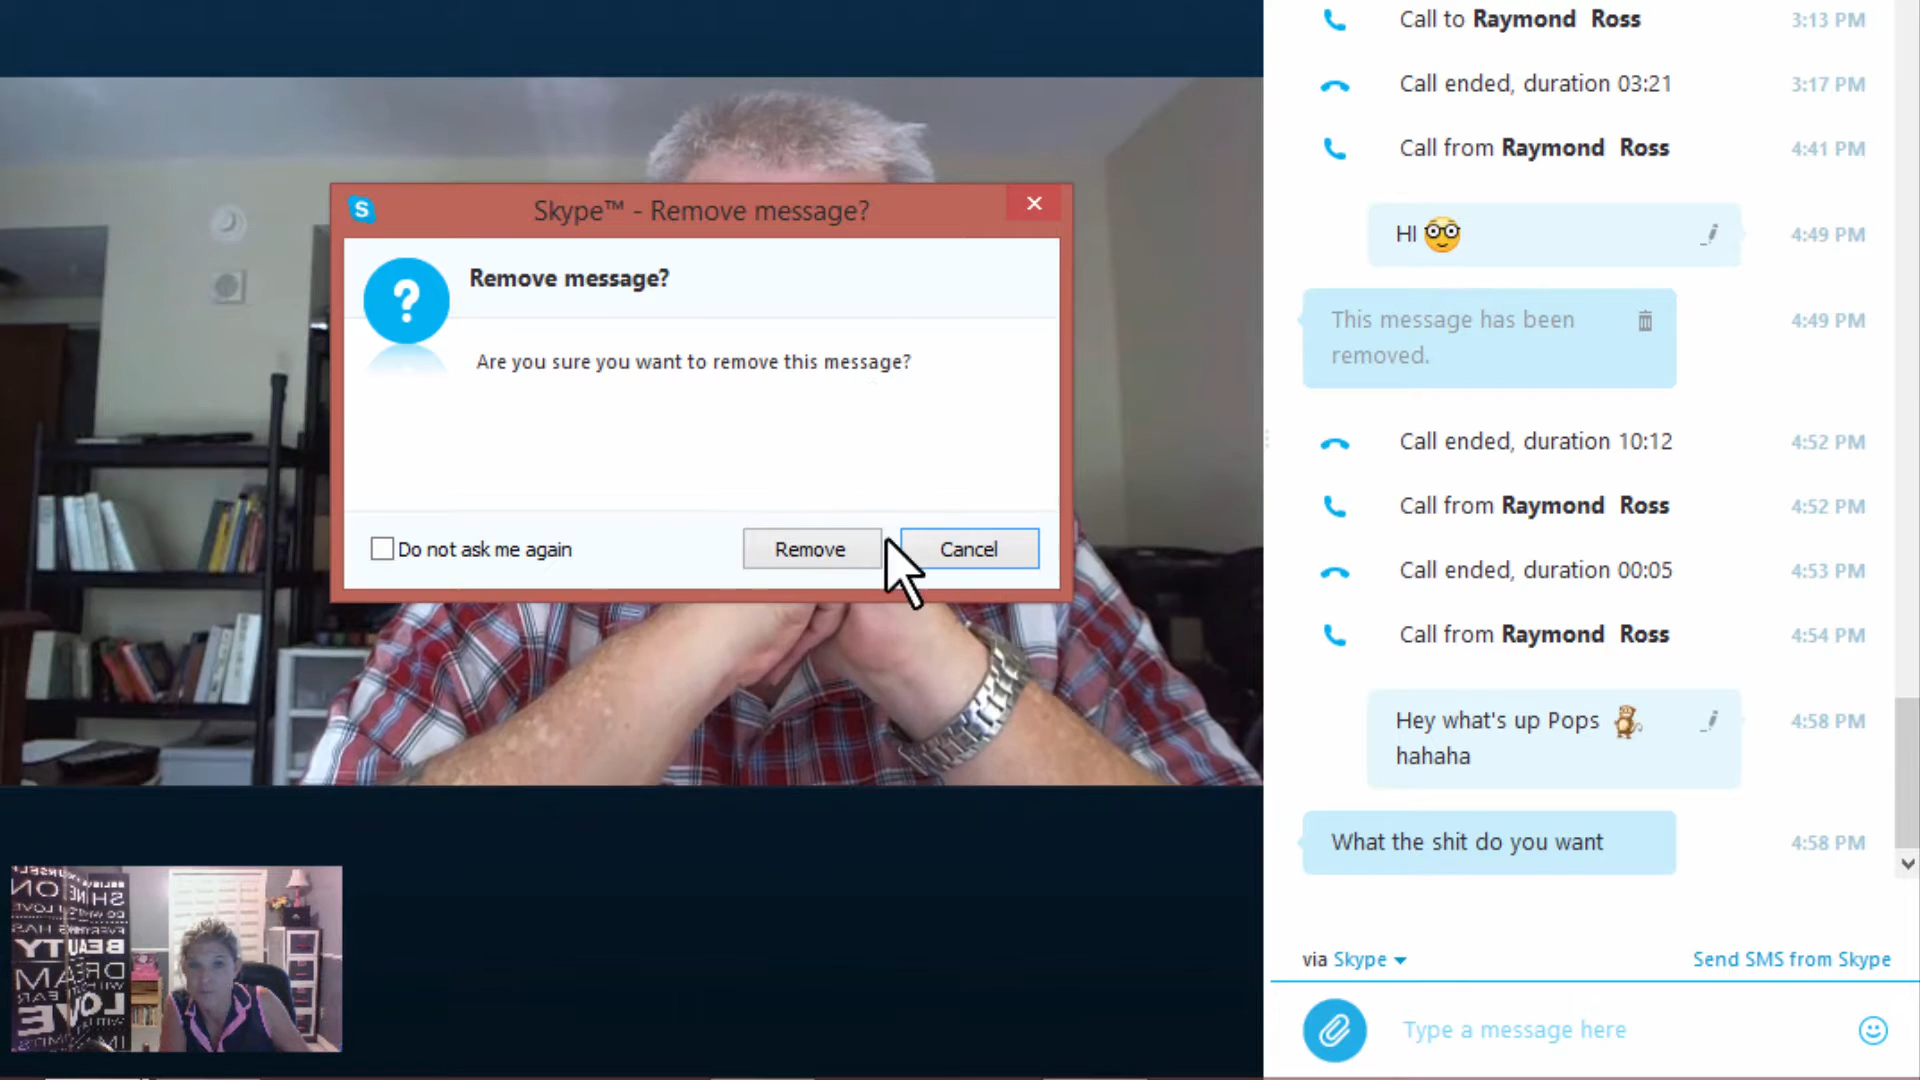 Skype™ - Remove message?
Remove message?
Are you sure you want to remove this message?
Do not ask me again
Remove
Cancel
Call to Raymond Ross 3:13 PM
Call ended, duration 03:21 3:17 PM
Call from Raymond Ross 4:41 PM
HI 4:49 PM
This message has been 4:49 PM
removed.
Call ended, duration 10:12 4:52 PM
Call from Raymond Ross 4:52 PM
Call ended, duration 00:05 4:53 PM
Call from Raymond Ross 4:54 PM
Hey what's up Pops 4:58 PM
hahaha
What the shit do you want 4:58 PM
via Skype
Send SMS from Skype
Type a message here
SHINE
BEAUTY
DREAM
LOVE